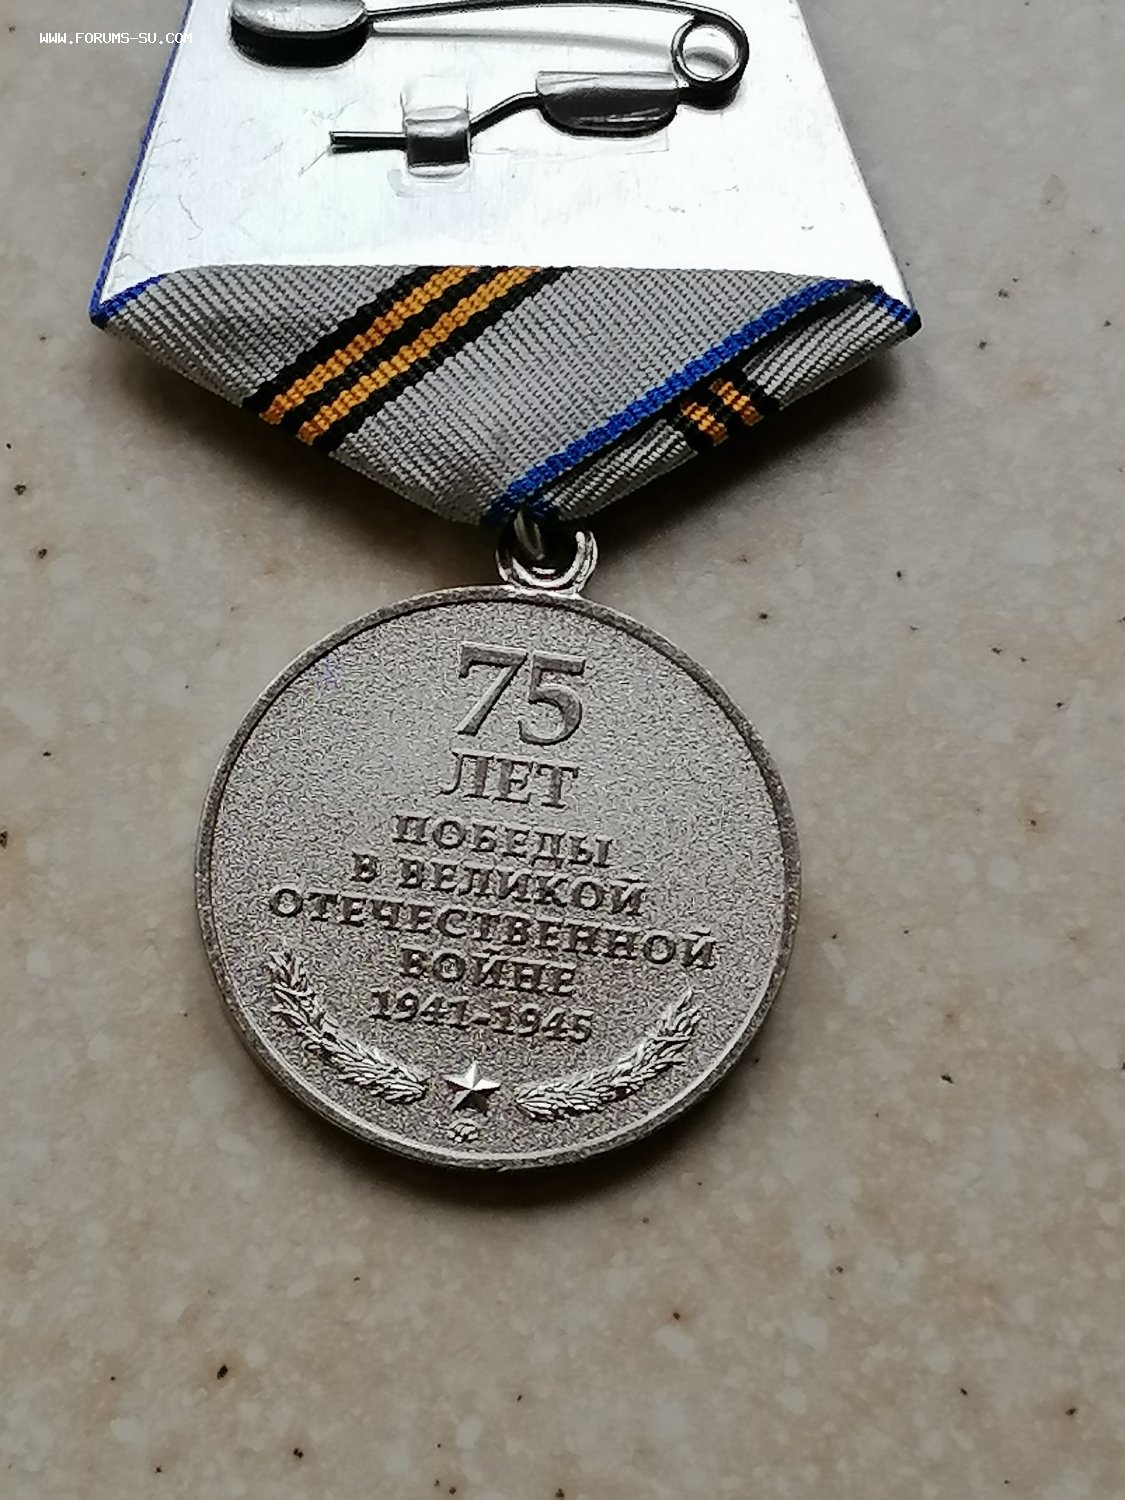 WWW.FORUMS-SU.COM
75
ЛЕТ
ПОБЕДЫ
В ВЕЛИКОЙ
ОТЕЧЕСТВЕННОЙ
ВОЙНЕ
1941-1945